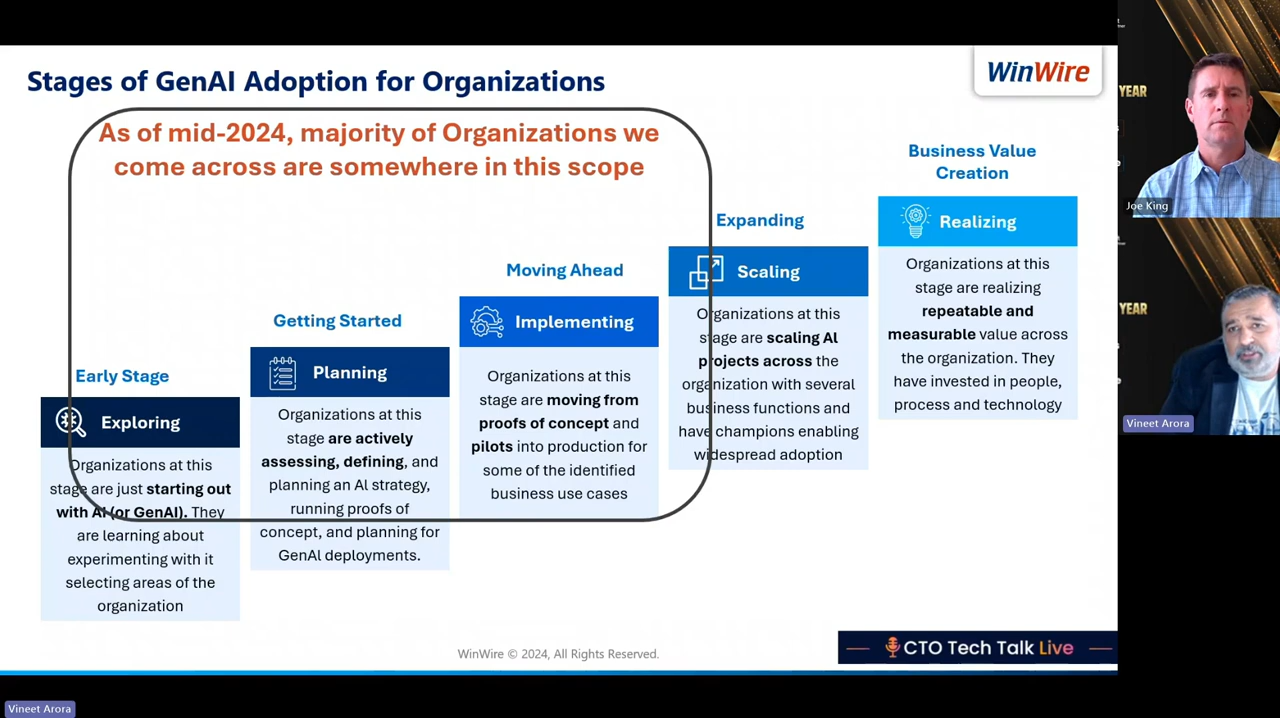 Stages of GenAI Adoption for Organizations
WinWire
As of mid-2024, majority of Organizations we
come across are somewhere in this scope
Early Stage
Exploring
Organizations at this
stage are just starting out
with AI (or GenAI). They
are learning about
experimenting with it
selecting areas of the
organization
Getting Started
Planning
Organizations at this
stage are actively
assessing, defining, and
planning an AI strategy,
running proofs of
concept, and planning for
GenAI deployments.
Moving Ahead
Implementing
Organizations at this
stage are moving from
proofs of concept and
pilots into production for
some of the identified
business use cases
Expanding
Scaling
Organizations at this
stage are scaling AI
projects across the
organization with several
business functions and
have champions enabling
widespread adoption
Business Value
Creation
Realizing
Organizations at this
stage are realizing
repeatable and
measurable value across
the organization. They
have invested in people,
process and technology
WinWire © 2024, All Rights Reserved.
CTO Tech Talk Live
YEAR
Joe King
YEAR
Vineet Arora
Vineet Arora